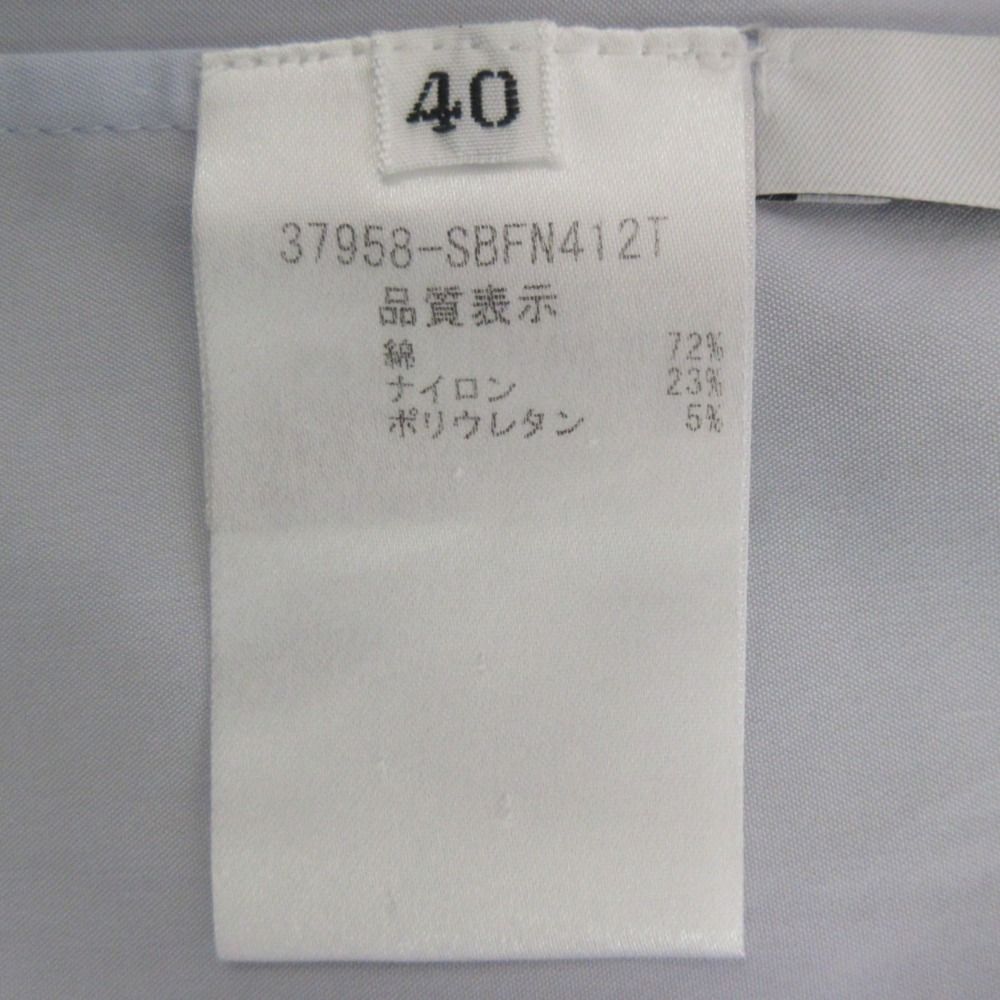 40
37958-SBFN412T
品質表示
綿 72%
ナイロン 23%
ポリウレタン 5%